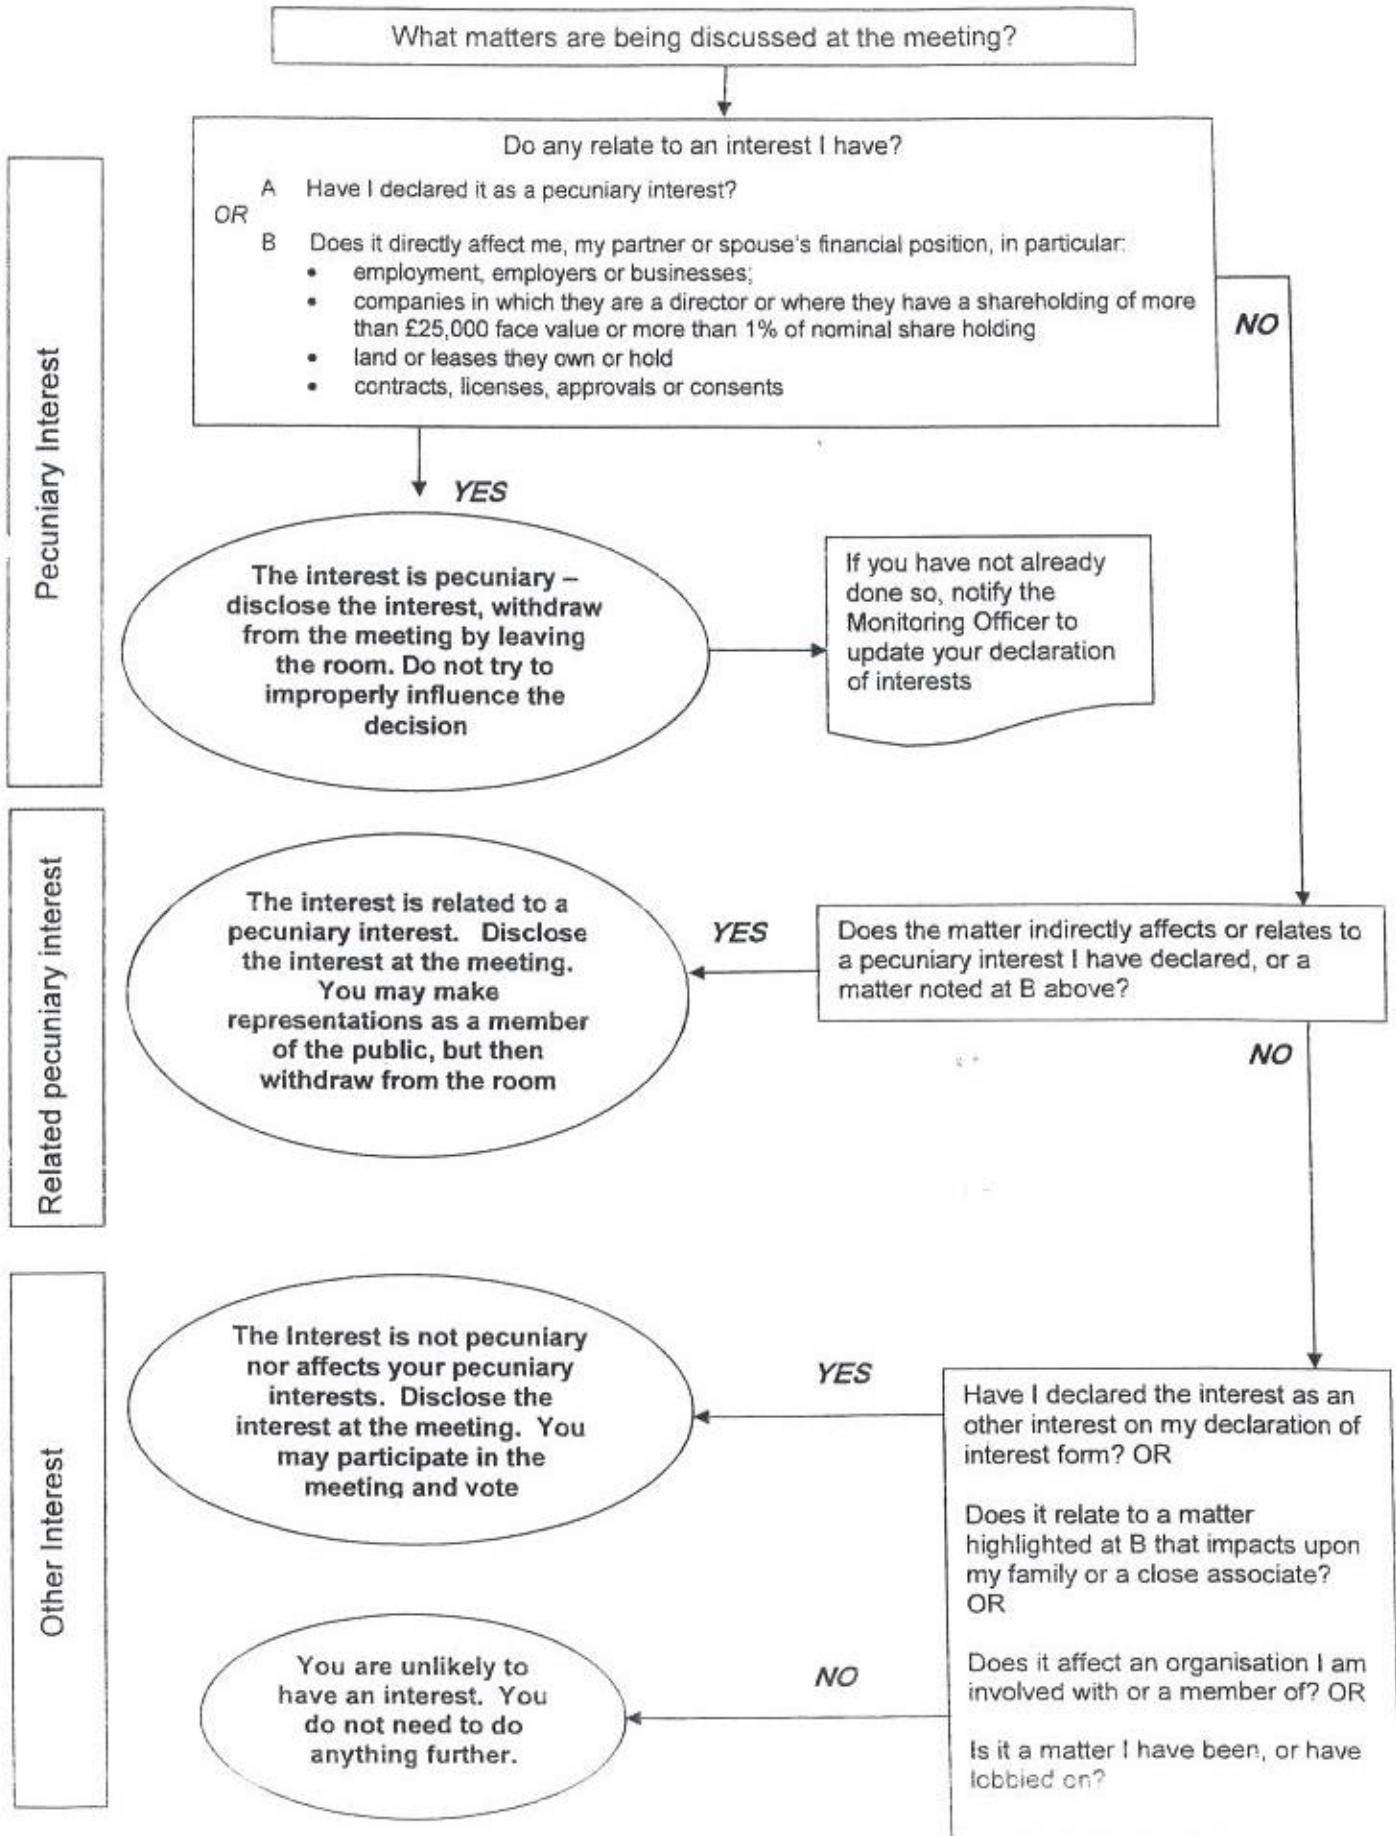 What matters are being discussed at the meeting?
Do any relate to an interest I have?
A Have I declared it as a pecuniary interest?
OR
B Does it directly affect me, my partner or spouse's financial position, in particular:
• employment, employers or businesses;
• companies in which they are a director or where they have a shareholding of more
than £25,000 face value or more than 1% of nominal share holding
• land or leases they own or hold
• contracts, licenses, approvals or consents
NO
Pecuniary Interest
YES
The interest is pecuniary –
disclose the interest, withdraw
from the meeting by leaving
the room. Do not try to
improperly influence the
decision
If you have not already
done so, notify the
Monitoring Officer to
update your declaration
of interests
Related pecuniary interest
The interest is related to a
pecuniary interest. Disclose
the interest at the meeting.
You may make
representations as a member
of the public, but then
withdraw from the room
YES
Does the matter indirectly affects or relates to
a pecuniary interest I have declared, or a
matter noted at B above?
NO
Other Interest
The Interest is not pecuniary
nor affects your pecuniary
interests. Disclose the
interest at the meeting. You
may participate in the
meeting and vote
YES
Have I declared the interest as an
other interest on my declaration of
interest form? OR
Does it relate to a matter
highlighted at B that impacts upon
my family or a close associate?
OR
Does it affect an organisation I am
involved with or a member of? OR
Is it a matter I have been, or have
lobbied on?
NO
You are unlikely to
have an interest. You
do not need to do
anything further.